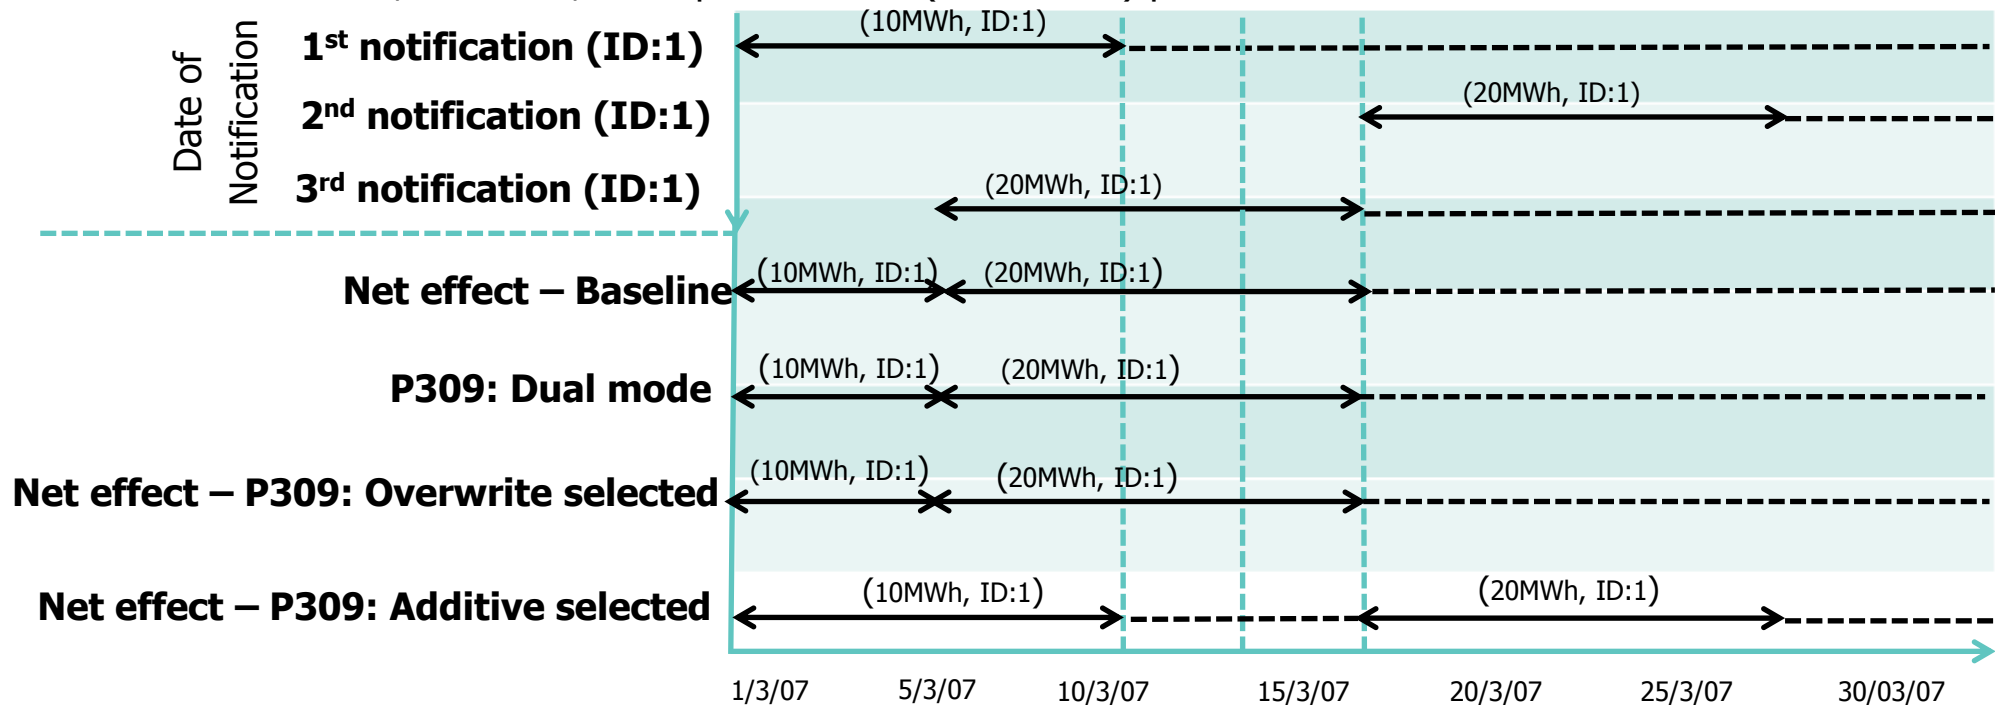 Date of
Notification
1st notification (ID:1)
(10MWh, ID:1)
2nd notification (ID:1)
(20MWh, ID:1)
3rd notification (ID:1)
(20MWh, ID:1)
Net effect – Baseline
(10MWh, ID:1)
(20MWh, ID:1)
P309: Dual mode
(10MWh, ID:1)
(20MWh, ID:1)
Net effect – P309: Overwrite selected
(10MWh, ID:1)
(20MWh, ID:1)
Net effect – P309: Additive selected
(10MWh, ID:1)
(20MWh, ID:1)
1/3/07 5/3/07 10/3/07 15/3/07 20/3/07 25/3/07 30/03/07